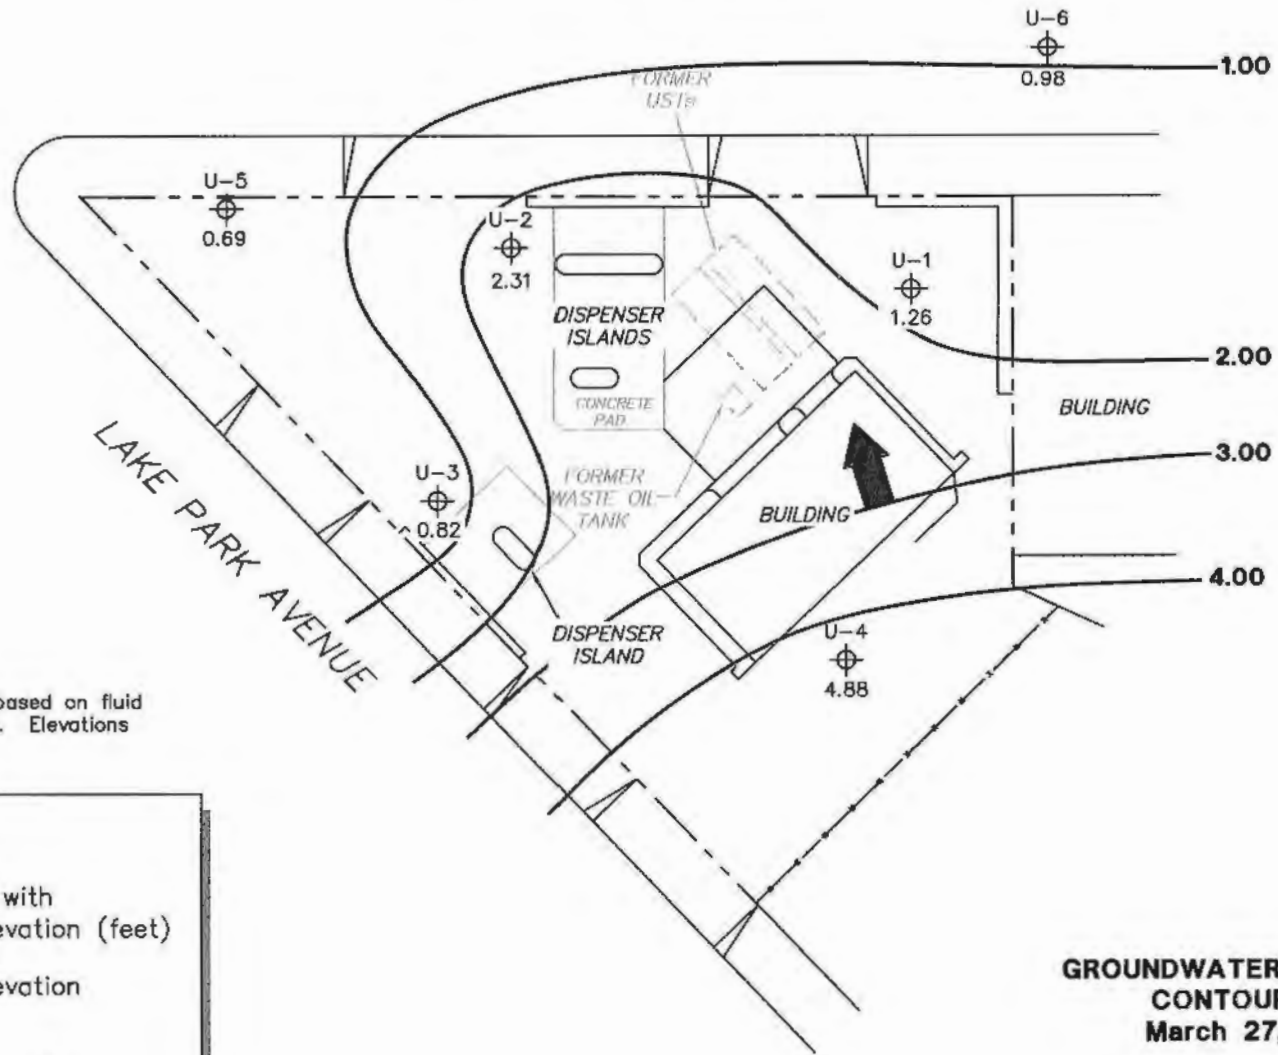 U-6
0.98
1.00
FORMER
USTs
U-5
0.69
U-2
2.31
U-1
1.26
DISPENSER
ISLANDS
2.00
CONCRETE
PAD
BUILDING
LAKE PARK AVENUE
3.00
U-3
0.82
FORMER
WASTE OIL
TANK
BUILDING
4.00
DISPENSER
ISLAND
U-4
4.88
based on fluid
Elevations
with
evation (feet)
evation
GROUNDWATER
CONTOUR
March 27,